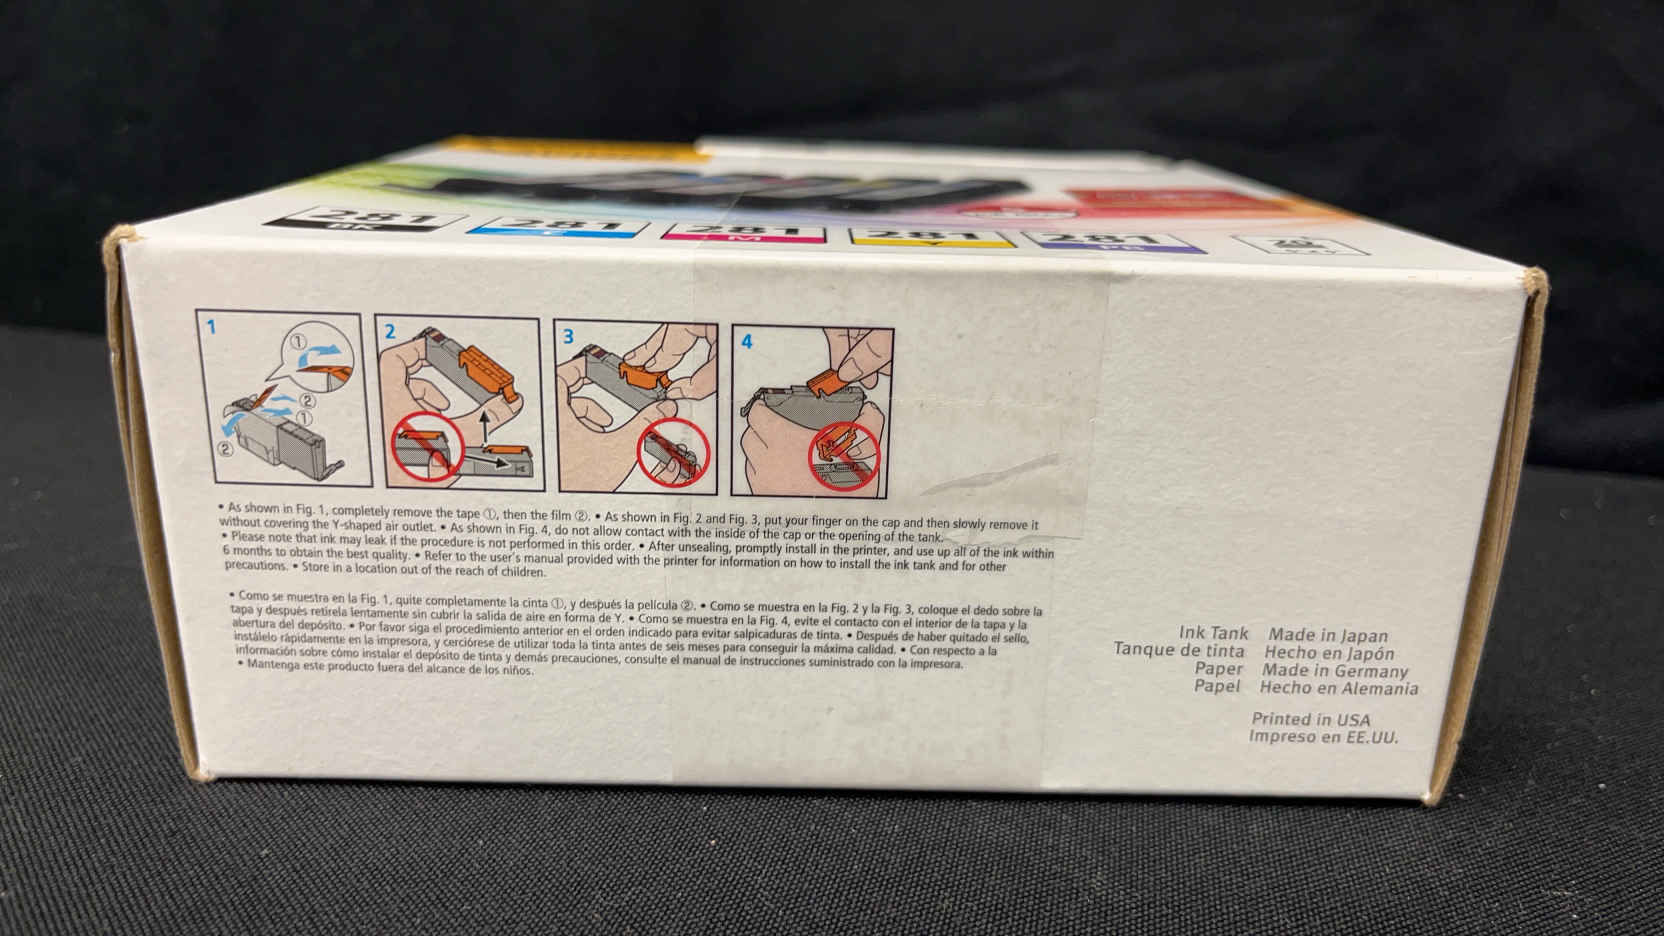 281 281 281 281 281
BK C M Y PB
1 2 3 4
① ② ① ②
• As shown in Fig. 1, completely remove the tape ①, then the film ②. • As shown in Fig. 2 and Fig. 3, put your finger on the cap and then slowly remove it
without covering the Y-shaped air outlet. • As shown in Fig. 4, do not allow contact with the inside of the cap or the opening of the tank.
• Please note that ink may leak if the procedure is not performed in this order. • After unsealing, promptly install in the printer, and use up all of the ink within
6 months to obtain the best quality. • Refer to the user's manual provided with the printer for information on how to install the ink tank and for other
precautions. • Store in a location out of the reach of children.
• Como se muestra en la Fig. 1, quite completamente la cinta ①, y después la película ②. • Como se muestra en la Fig. 2 y la Fig. 3, coloque el dedo sobre la
tapa y después retírela lentamente sin cubrir la salida de aire en forma de Y. • Como se muestra en la Fig. 4, evite el contacto con el interior de la tapa y la
abertura del depósito. • Por favor siga el procedimiento anterior en el orden indicado para evitar salpicaduras de tinta. • Después de haber quitado el sello,
instálelo rápidamente en la impresora, y cerciórese de utilizar toda la tinta antes de seis meses para conseguir la máxima calidad. • Con respecto a la
información sobre cómo instalar el depósito de tinta y demás precauciones, consulte el manual de instrucciones suministrado con la impresora.
• Mantenga este producto fuera del alcance de los niños.
Ink Tank Made in Japan
Tanque de tinta Hecho en Japón
Paper Made in Germany
Papel Hecho en Alemania
Printed in USA
Impreso en EE.UU.